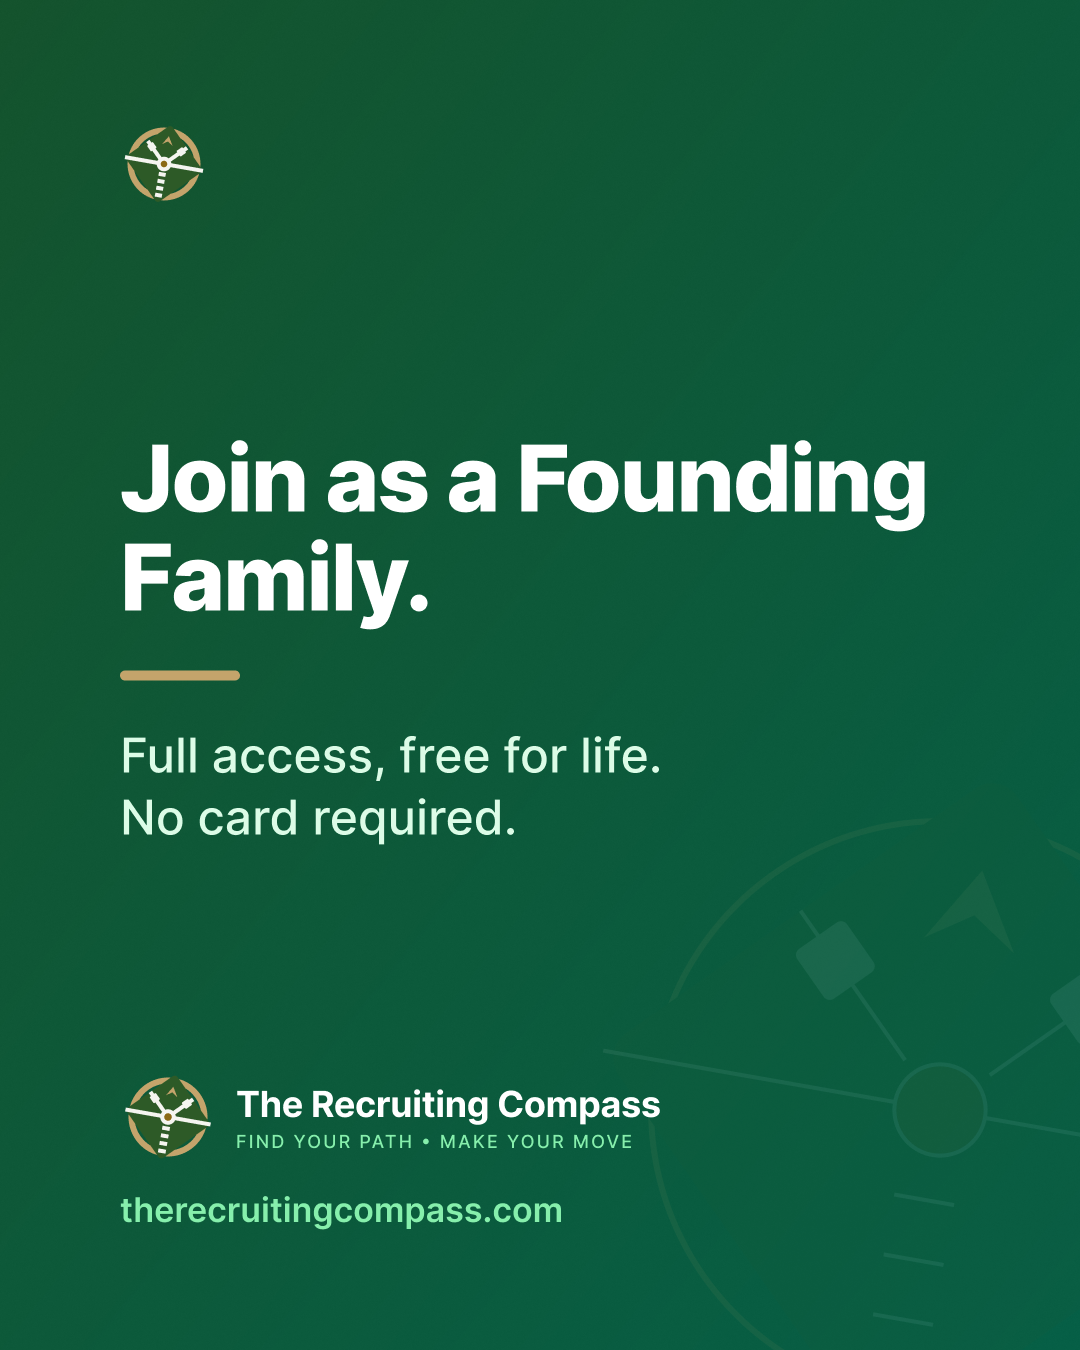 Join as a Founding
Family.
Full access, free for life.
No card required.
The Recruiting Compass
FIND YOUR PATH • MAKE YOUR MOVE
therecruitingcompass.com